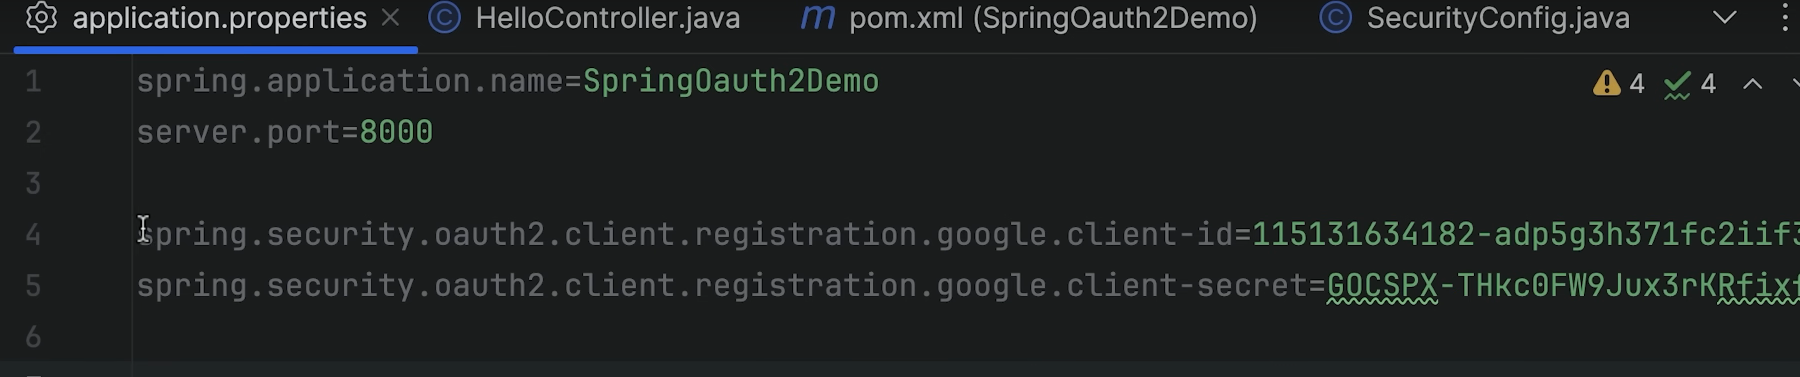 application.properties HelloController.java pom.xml (SpringOauth2Demo) SecurityConfig.java
1 spring.application.name=SpringOauth2Demo 4 4
2 server.port=8000
3
4 spring.security.oauth2.client.registration.google.client-id=115131634182-adp5g3h371fc2iif3
5 spring.security.oauth2.client.registration.google.client-secret=GOCSPX-THkc0FW9Jux3rKRfixf
6